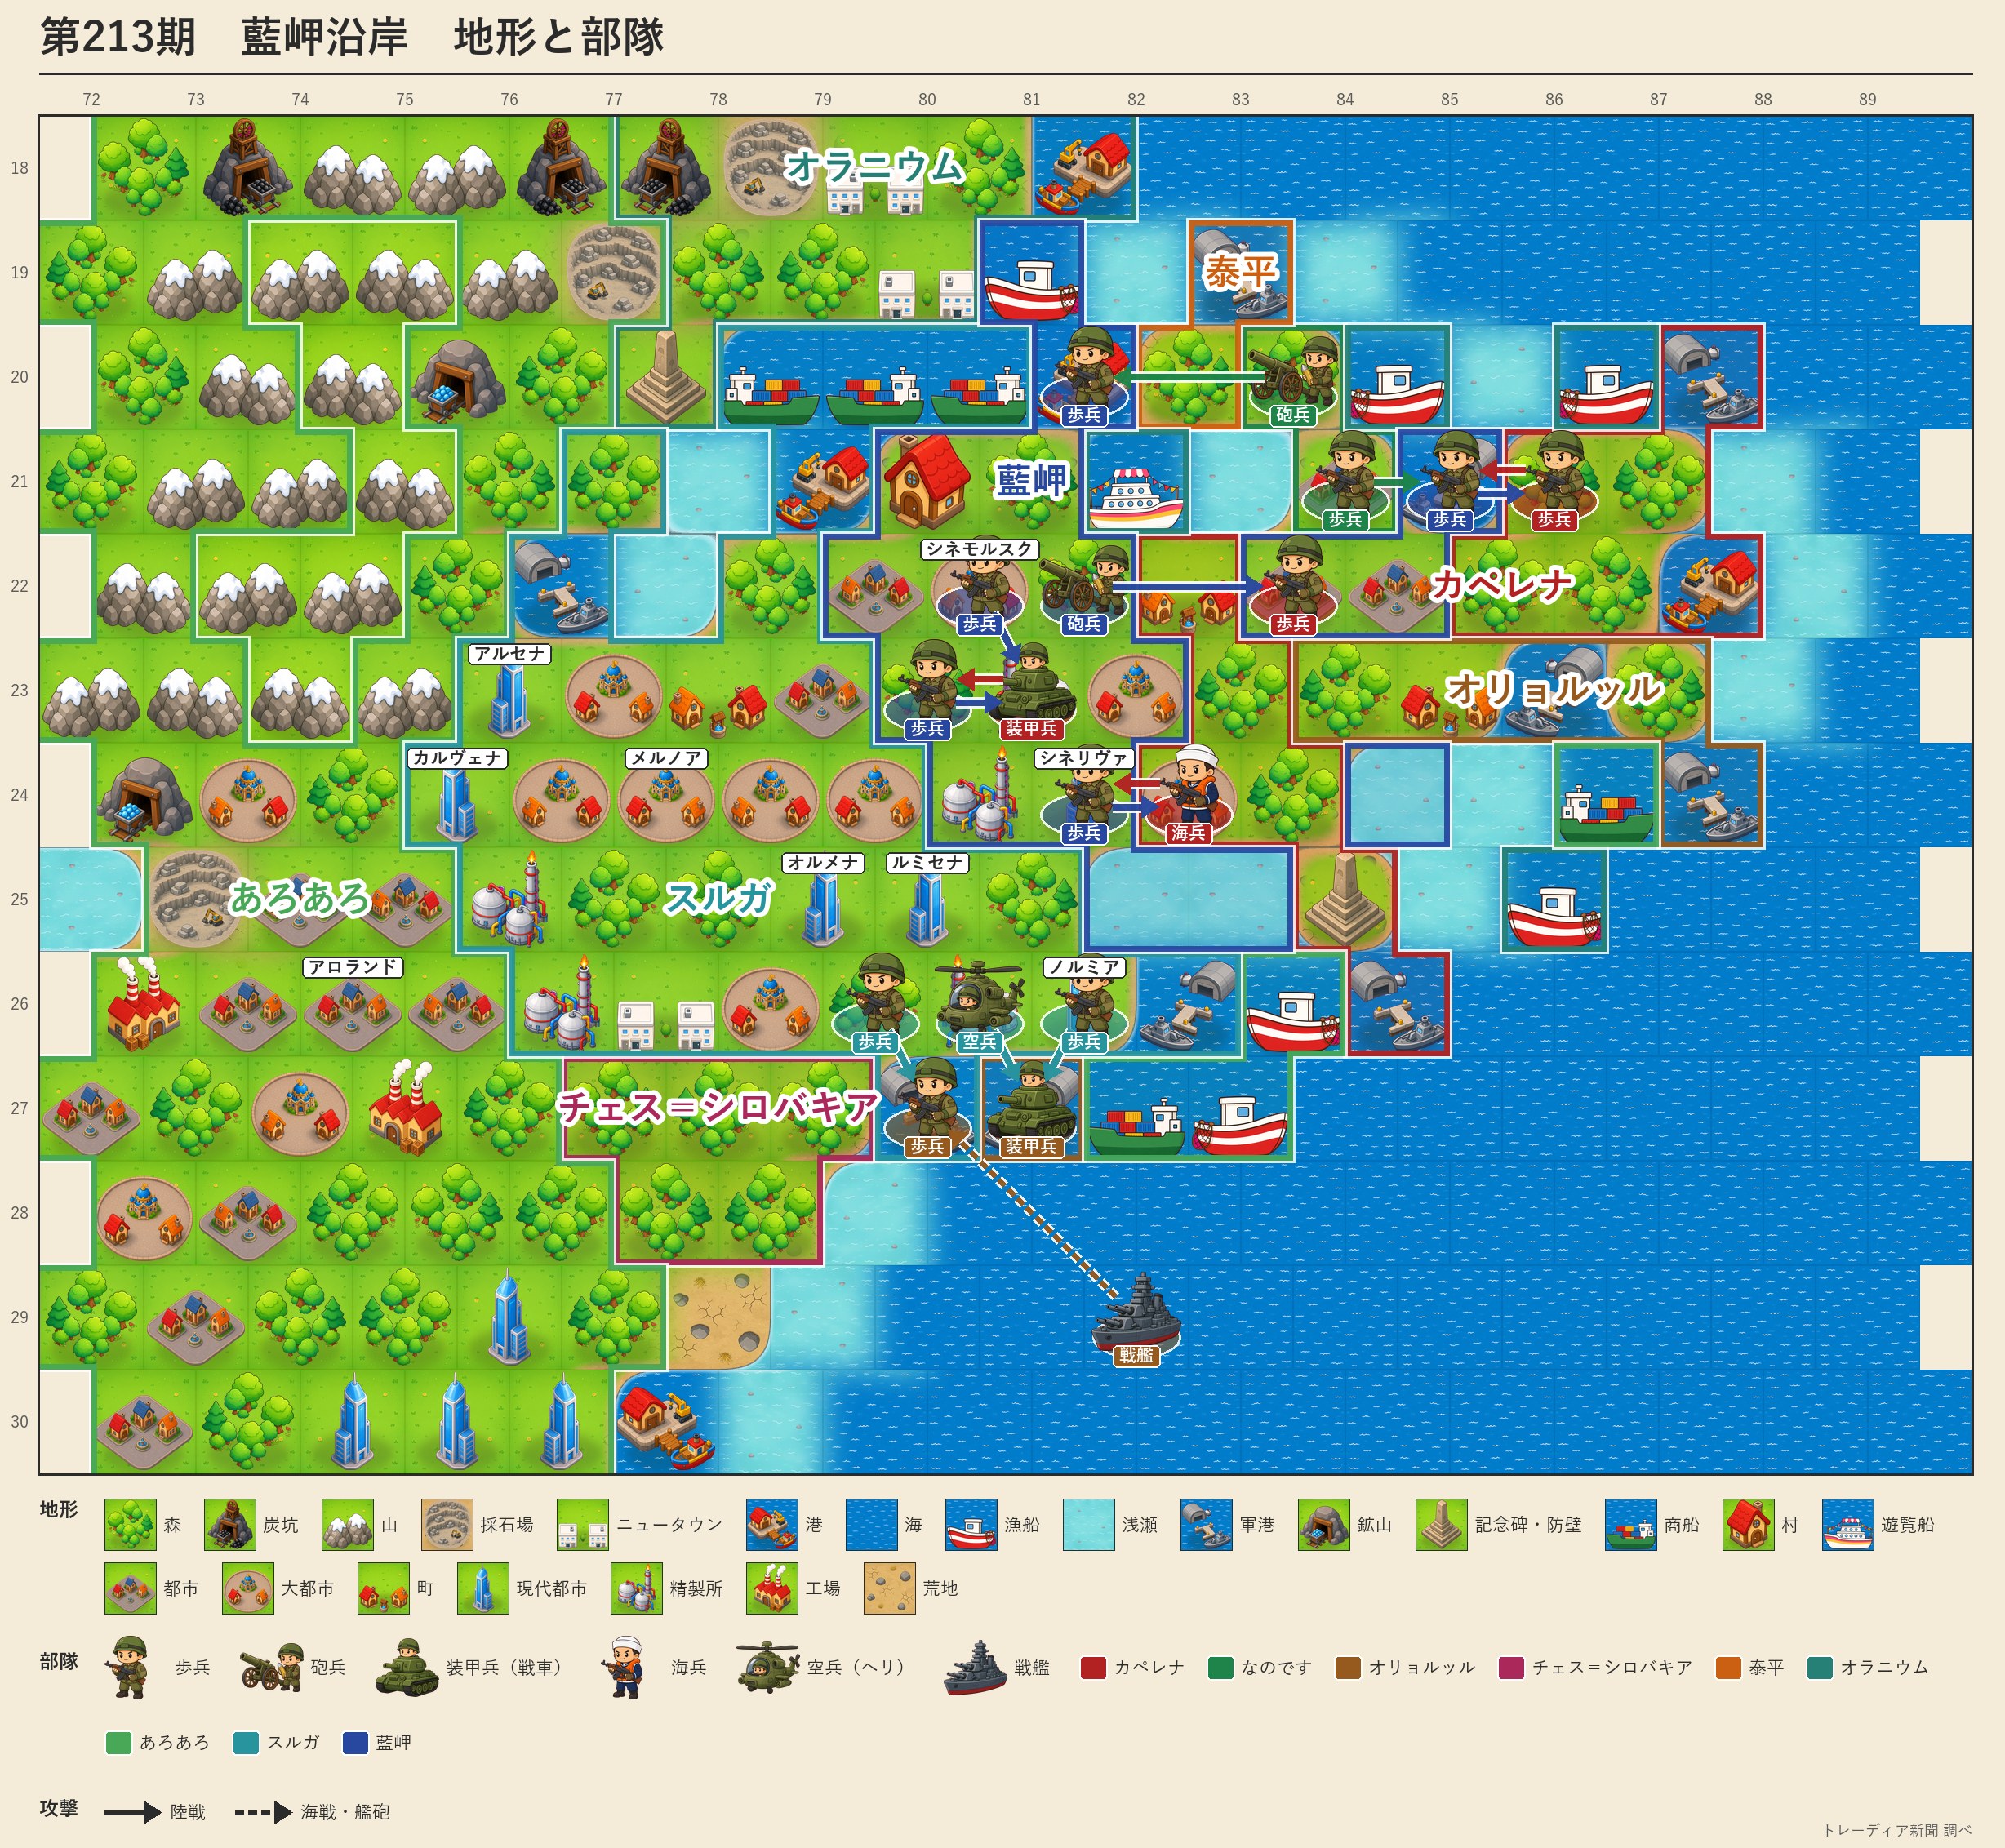 第213期　藍岬沿岸　地形と部隊
72 73 74 75 76 77 78 79 80 81 82 83 84 85 86 87 88 89
18
オラニウム
19
泰平
20
歩兵
砲兵
21
藍岬
歩兵
歩兵
歩兵
22
シネモルスク
歩兵
砲兵
歩兵
カペレナ
23
アルセナ
歩兵
装甲兵
オリョルッル
24
カルヴェナ
メルノア
シネリヴァ
歩兵
海兵
25
あろあろ
スルガ
オルメナ
ルミセナ
26
アロランド
ノルミア
歩兵
空兵
歩兵
27
チェス＝シロバキア
歩兵
装甲兵
28
29
戦艦
30
地形 森 炭坑 山 採石場 ニュータウン 港 海 漁船 浅瀬 軍港 鉱山 記念碑・防壁 商船 村 遊覧船
都市 大都市 町 現代都市 精製所 工場 荒地
部隊 歩兵 砲兵 装甲兵（戦車） 海兵 空兵（ヘリ） 戦艦 カペレナ なのです オリョルッル チェス＝シロバキア 泰平 オラニウム
あろあろ スルガ 藍岬
攻撃 陸戦 海戦・艦砲
トレーディア新聞 調べ